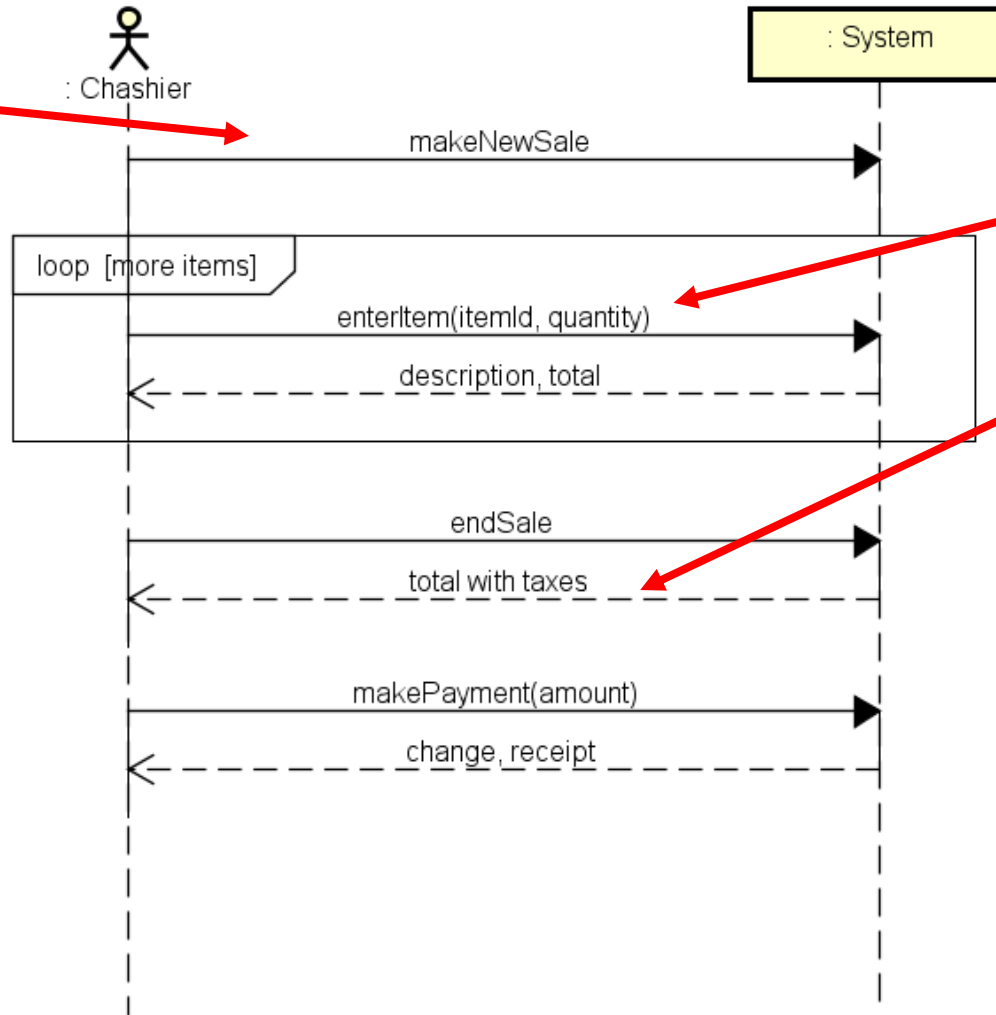 : Chashier
: System
makeNewSale
loop [more items]
enterItem(itemId, quantity)
description, total
endSale
total with taxes
makePayment(amount)
change, receipt